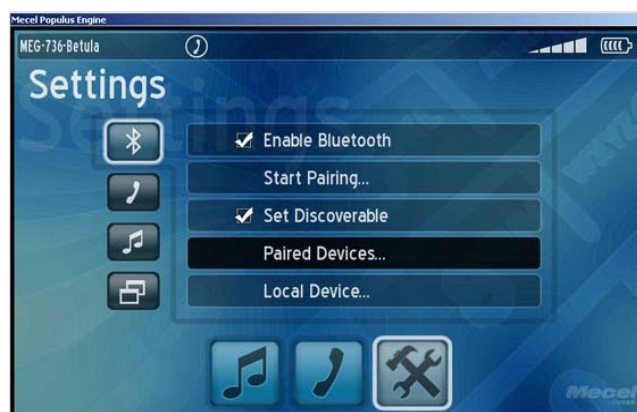 Mecel Populus Engine
MEG-736-Betula
Settings
Enable Bluetooth
Start Pairing...
Set Discoverable
Paired Devices...
Local Device...
Mecel